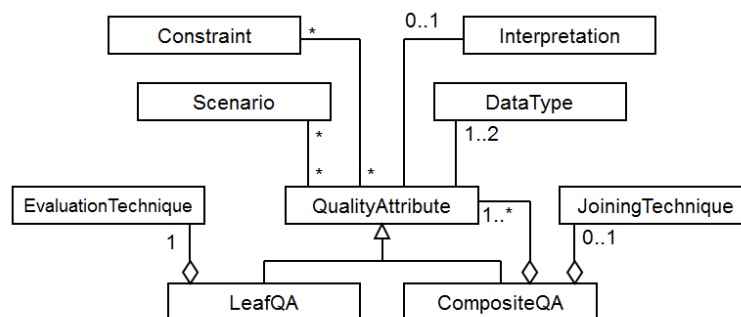 0..1
Constraint
*
Interpretation
Scenario
DataType
*
1..2
*
*
EvaluationTechnique
QualityAttribute
JoiningTechnique
1..*
1
0..1
LeafQA
CompositeQA